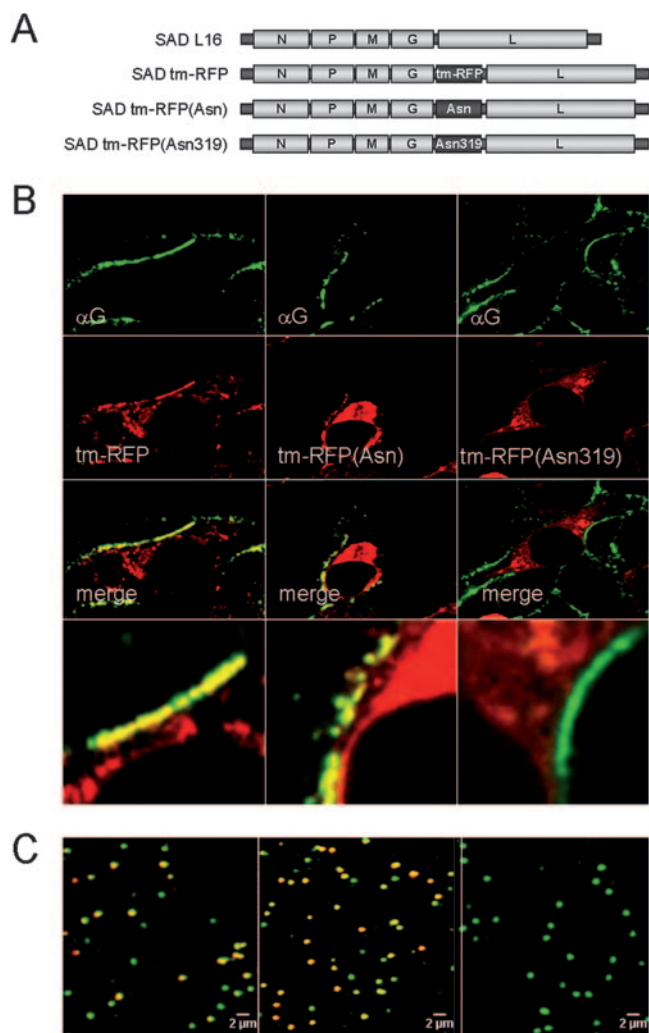 A
SAD L16 N P M G L
SAD tm-RFP N P M G tm-RFP L
SAD tm-RFP(Asn) N P M G Asn L
SAD tm-RFP(Asn319) N P M G Asn319 L
B
αG αG αG
tm-RFP tm-RFP(Asn) tm-RFP(Asn319)
merge merge merge
C
2 µm 2 µm 2 µm